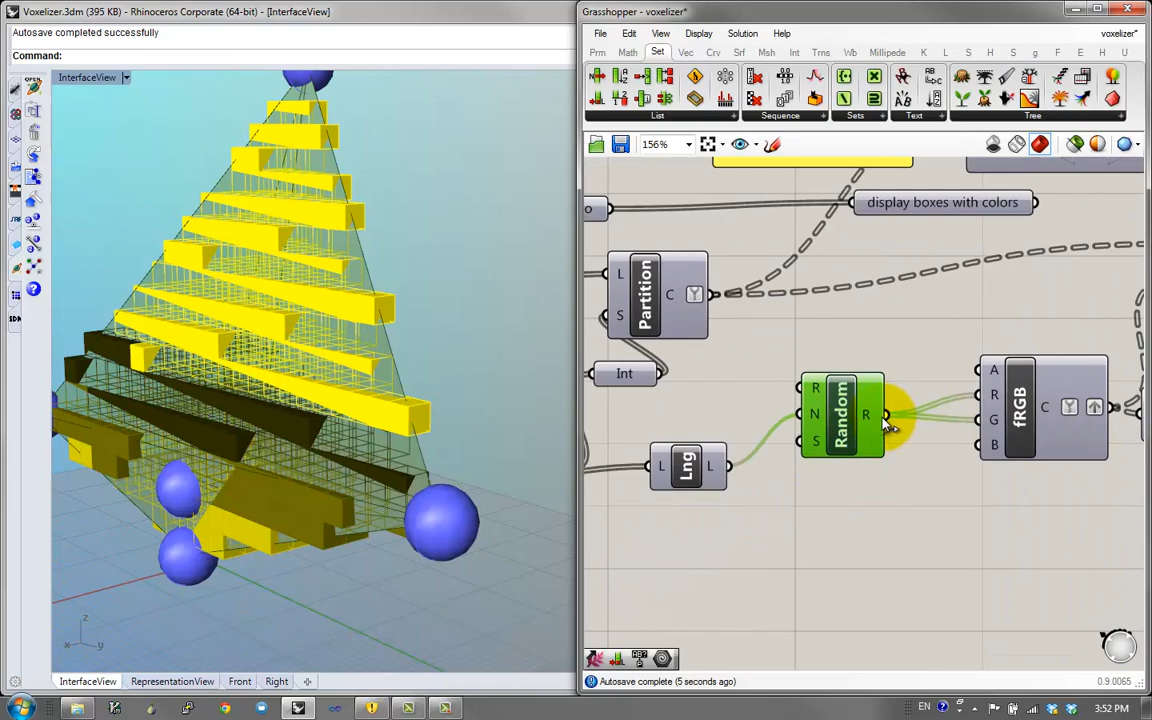 Voxelizer.3dm (395 KB) - Rhinoceros Corporate (64-bit) - [InterfaceView]
Autosave completed successfully
Command:
InterfaceView
z
x
y
InterfaceView
RepresentationView
Front
Right
Grasshopper - voxelizer*
File
Edit
View
Display
Solution
Help
voxelizer*
Prm
Math
Set
Vec
Crv
Srf
Msh
Int
Trns
Wb
Millipede
K
L
S
H
S
g
F
E
H
U
List
Sequence
Sets
Text
Tree
156%
o
display boxes with colors
L
S
Partition
C
Int
L
Lng
L
R
N
S
Random
R
A
R
G
B
fRGB
C
Autosave complete (5 seconds ago)
0.9.0065
EN
3:52 PM